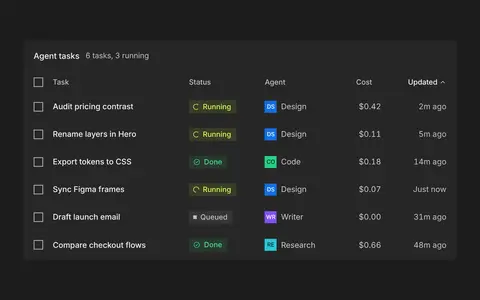 Agent tasks 6 tasks, 3 running
Task Status Agent Cost Updated
Audit pricing contrast Running DS Design $0.42 2m ago
Rename layers in Hero Running DS Design $0.11 5m ago
Export tokens to CSS Done CO Code $0.18 14m ago
Sync Figma frames Running DS Design $0.07 Just now
Draft launch email Queued WR Writer $0.00 31m ago
Compare checkout flows Done RE Research $0.66 48m ago